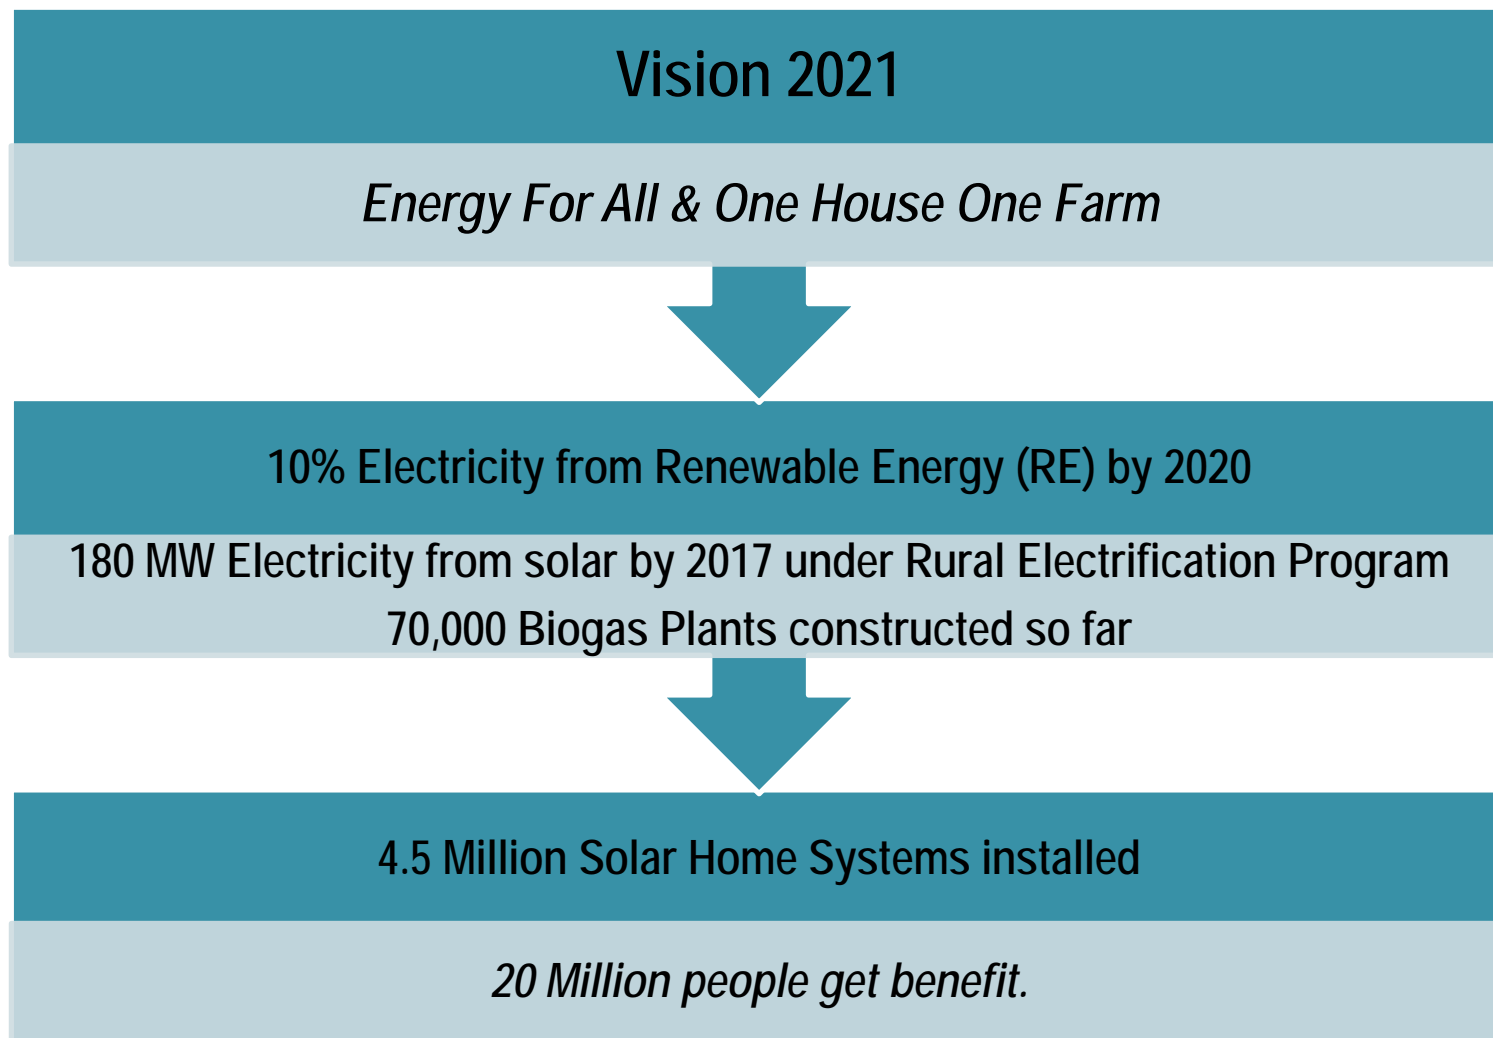 Vision 2021
Energy For All & One House One Farm
10% Electricity from Renewable Energy (RE) by 2020
180 MW Electricity from solar by 2017 under Rural Electrification Program
70,000 Biogas Plants constructed so far
4.5 Million Solar Home Systems installed
20 Million people get benefit.